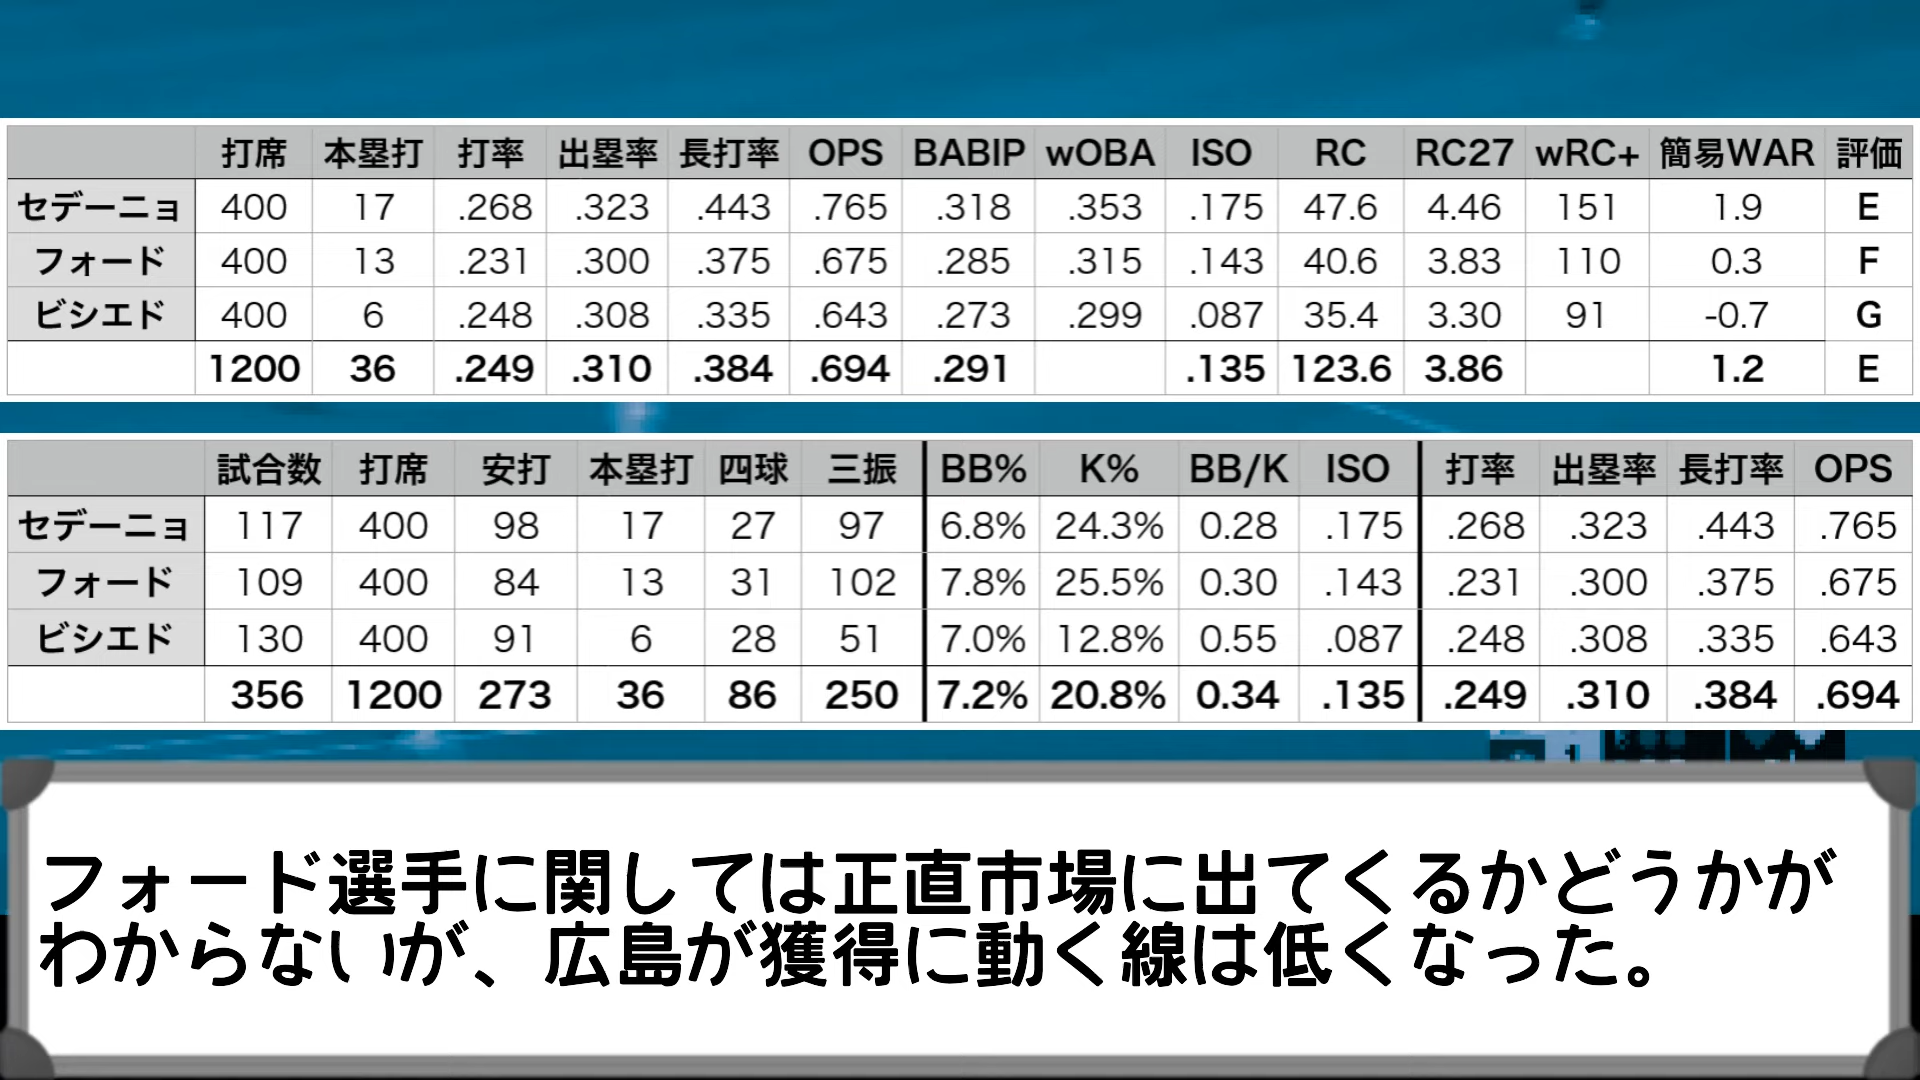 打席 本塁打 打率 出塁率 長打率 OPS BABIP wOBA ISO RC RC27 wRC+ 簡易WAR 評価
セデーニョ 400 17 .268 .323 .443 .765 .318 .353 .175 47.6 4.46 151 1.9 E
フォード 400 13 .231 .300 .375 .675 .285 .315 .143 40.6 3.83 110 0.3 F
ビシエド 400 6 .248 .308 .335 .643 .273 .299 .087 35.4 3.30 91 -0.7 G
1200 36 .249 .310 .384 .694 .291 .135 123.6 3.86 1.2 E
試合数 打席 安打 本塁打 四球 三振 BB% K% BB/K ISO 打率 出塁率 長打率 OPS
セデーニョ 117 400 98 17 27 97 6.8% 24.3% 0.28 .175 .268 .323 .443 .765
フォード 109 400 84 13 31 102 7.8% 25.5% 0.30 .143 .231 .300 .375 .675
ビシエド 130 400 91 6 28 51 7.0% 12.8% 0.55 .087 .248 .308 .335 .643
356 1200 273 36 86 250 7.2% 20.8% 0.34 .135 .249 .310 .384 .694
フォード選手に関しては正直市場に出てくるかどうかが
わからないが、広島が獲得に動く線は低くなった。